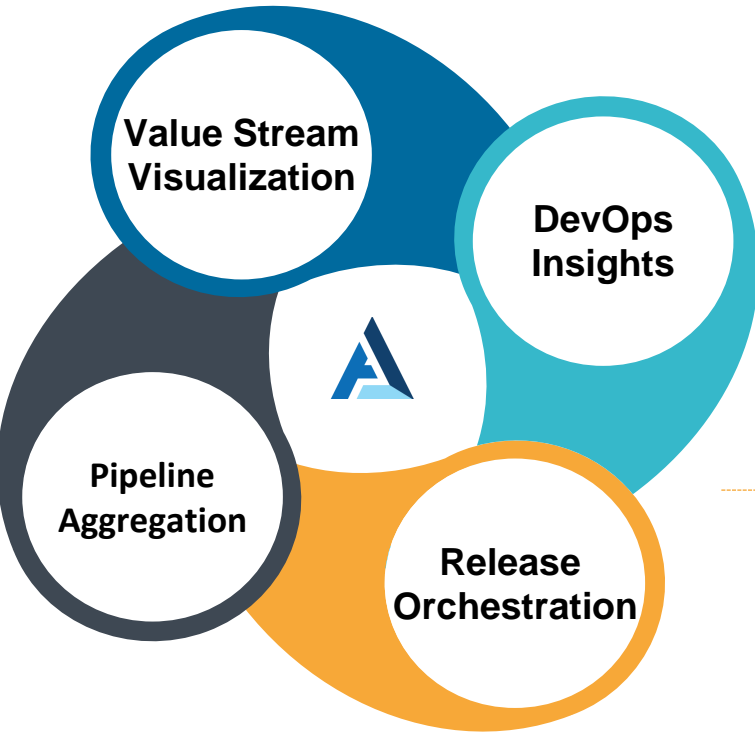 Value Stream
Visualization
DevOps
Insights
Pipeline
Aggregation
Release
Orchestration